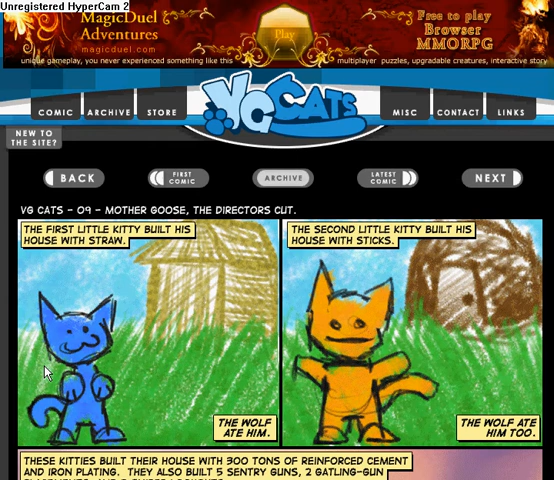 Unregistered HyperCam 2
MagicDuel
Adventures
magicduel.com
Play
Free to play
Browser
MMORPG
unique gameplay, you never experienced something like this
multiplayer puzzles, upgradable creatures, interactive story
COMIC
ARCHIVE
STORE
VG CATS
MISC
CONTACT
LINKS
NEW TO
THE SITE?
BACK
FIRST
COMIC
ARCHIVE
LATEST
COMIC
NEXT
VG CATS - 09 - MOTHER GOOSE, THE DIRECTORS CUT.
THE FIRST LITTLE KITTY BUILT HIS
HOUSE WITH STRAW.
THE WOLF
ATE HIM.
THE SECOND LITTLE KITTY BUILT HIS
HOUSE WITH STICKS.
THE WOLF ATE
HIM TOO.
THESE KITTIES BUILT THEIR HOUSE WITH 300 TONS OF REINFORCED CEMENT
AND IRON PLATING. THEY ALSO BUILT 5 SENTRY GUNS, 2 GATLING-GUN